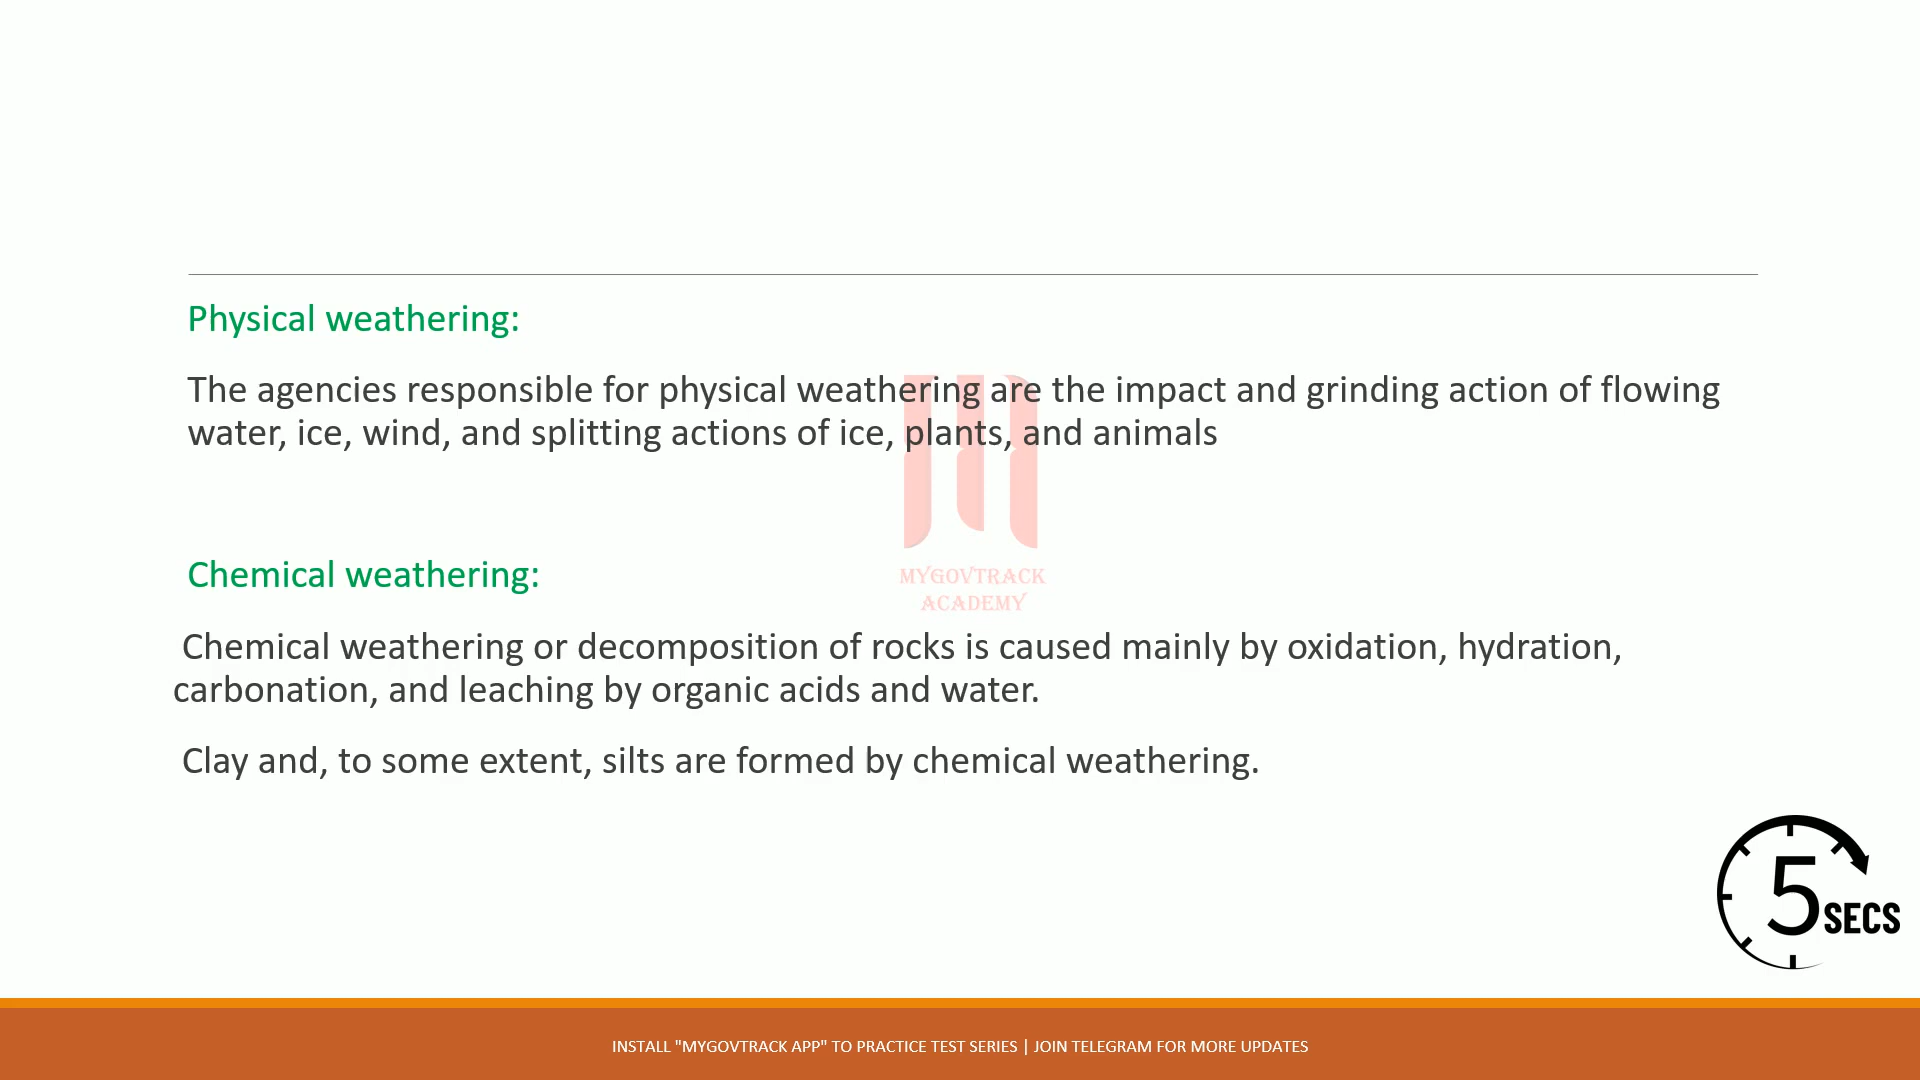 Physical weathering:
The agencies responsible for physical weathering are the impact and grinding action of flowing
water, ice, wind, and splitting actions of ice, plants, and animals
MYGOVTRACK
ACADEMY
Chemical weathering:
Chemical weathering or decomposition of rocks is caused mainly by oxidation, hydration,
carbonation, and leaching by organic acids and water.
Clay and, to some extent, silts are formed by chemical weathering.
5 SECS
INSTALL "MYGOVTRACK APP" TO PRACTICE TEST SERIES | JOIN TELEGRAM FOR MORE UPDATES